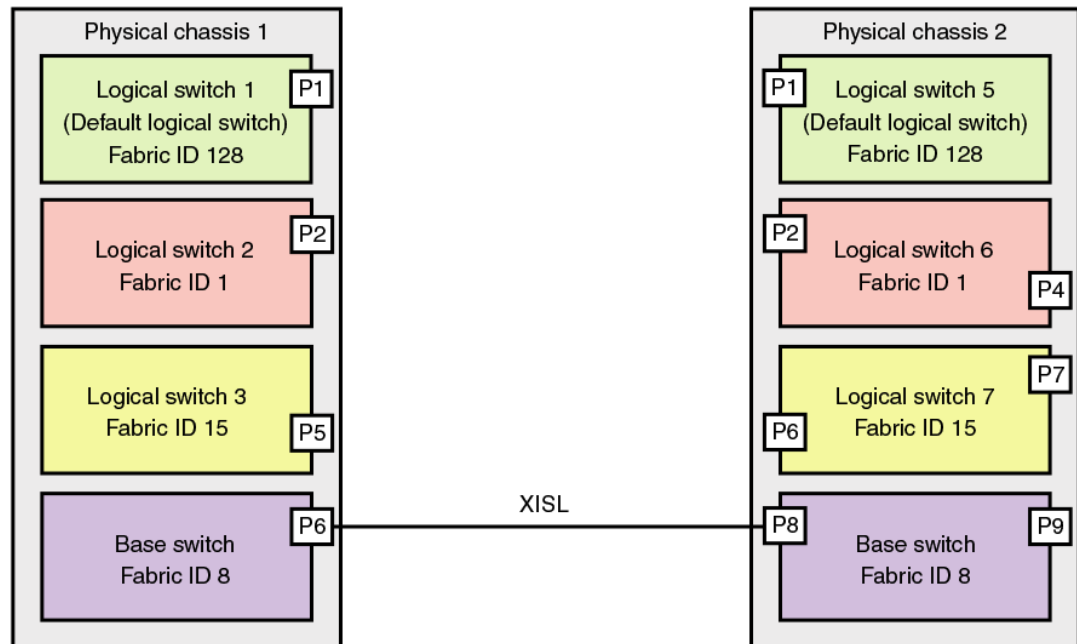 Physical chassis 1
Logical switch 1
(Default logical switch)
Fabric ID 128
P1
Logical switch 2
Fabric ID 1
P2
Logical switch 3
Fabric ID 15
P5
Base switch
Fabric ID 8
P6
XISL
Physical chassis 2
P1
Logical switch 5
(Default logical switch)
Fabric ID 128
P2
Logical switch 6
Fabric ID 1
P4
Logical switch 7
Fabric ID 15
P7
P6
P8
Base switch
Fabric ID 8
P9